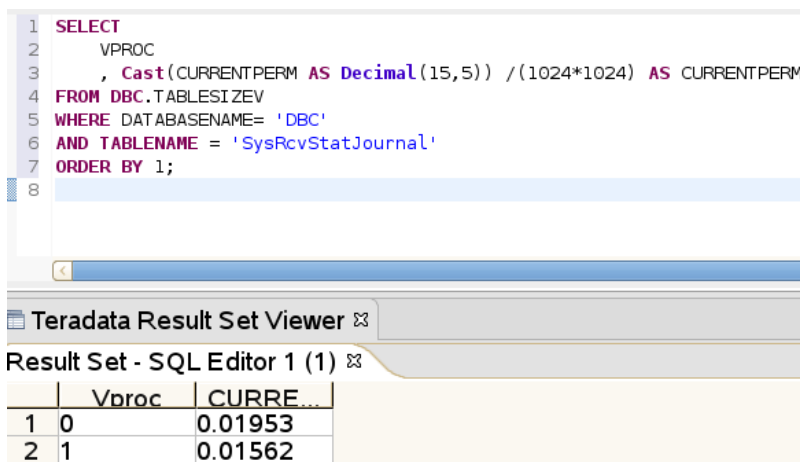 1 SELECT
2 VPROC
3 , Cast(CURRENTPERM AS Decimal(15,5)) /(1024*1024) AS CURRENTPERM
4 FROM DBC.TABLESIZEV
5 WHERE DATABASENAME= 'DBC'
6 AND TABLENAME = 'SysRcvStatJournal'
7 ORDER BY 1;
8
Teradata Result Set Viewer
Result Set - SQL Editor 1 (1)
Vproc CURRE...
1 0 0.01953
2 1 0.01562